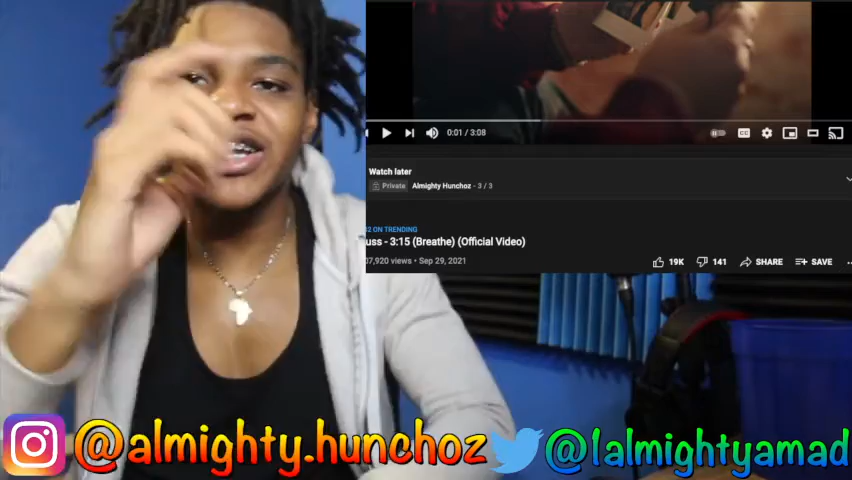 0:01 / 3:08
Watch later
Private Almighty Hunchoz - 3 / 3
ON TRENDING
uss - 3:15 (Breathe) (Official Video)
07,920 views • Sep 29, 2021
19K 141 SHARE SAVE
@almighty.hunchoz @1almightyamad